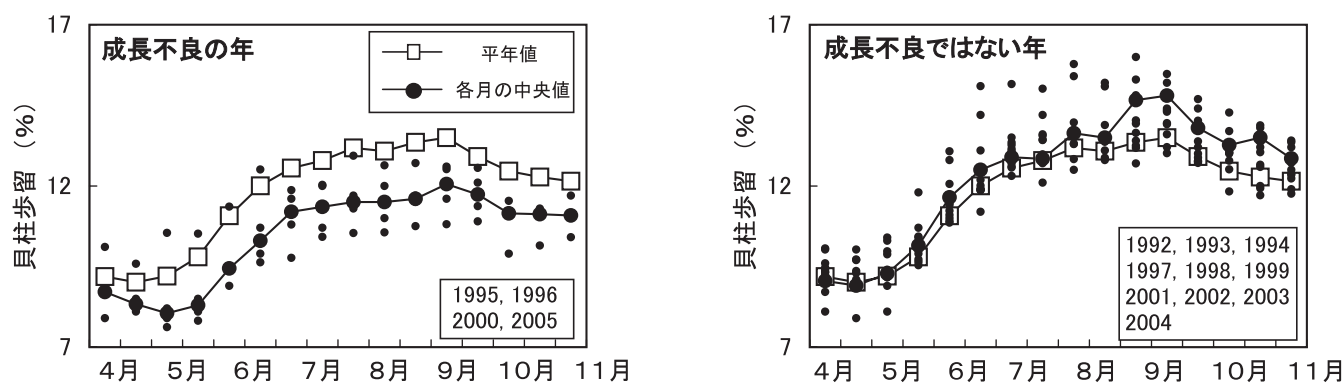 成長不良の年
平年値
各月の中央値
貝柱歩留(%)
17
12
7
1995, 1996
2000, 2005
4月 5月 6月 7月 8月 9月 10月 11月
成長不良ではない年
貝柱歩留(%)
17
12
7
1992, 1993, 1994
1997, 1998, 1999
2001, 2002, 2003
2004
4月 5月 6月 7月 8月 9月 10月 11月